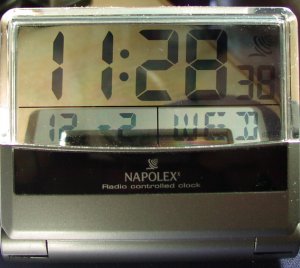 11:28 38
12 -2 WED
NAPOLEX®
Radio controlled clock